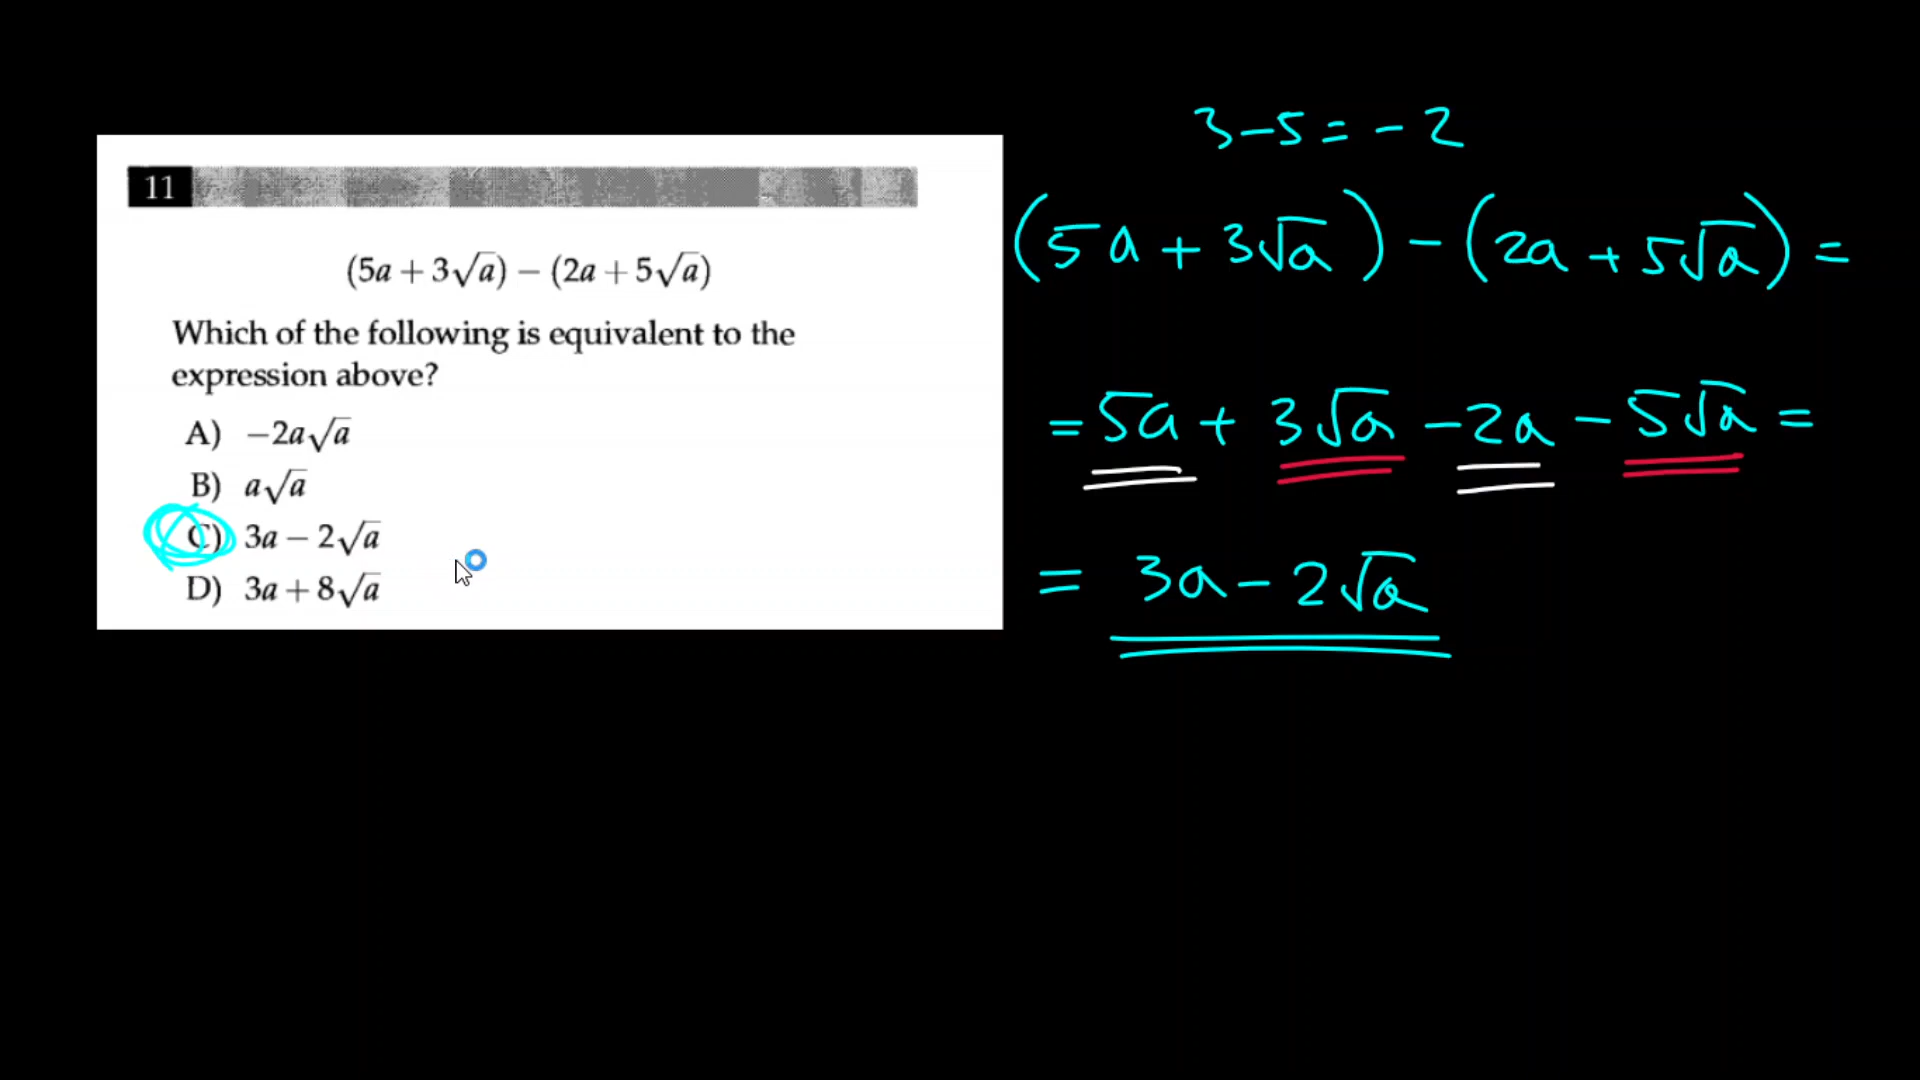 11
(5a + 3√a) − (2a + 5√a)
Which of the following is equivalent to the
expression above?
A) −2a√a
B) a√a
C) 3a − 2√a
D) 3a + 8√a
3 − 5 = − 2
(5a + 3√a) − (2a + 5√a) =
= 5a + 3√a − 2a − 5√a =
= 3a − 2√a